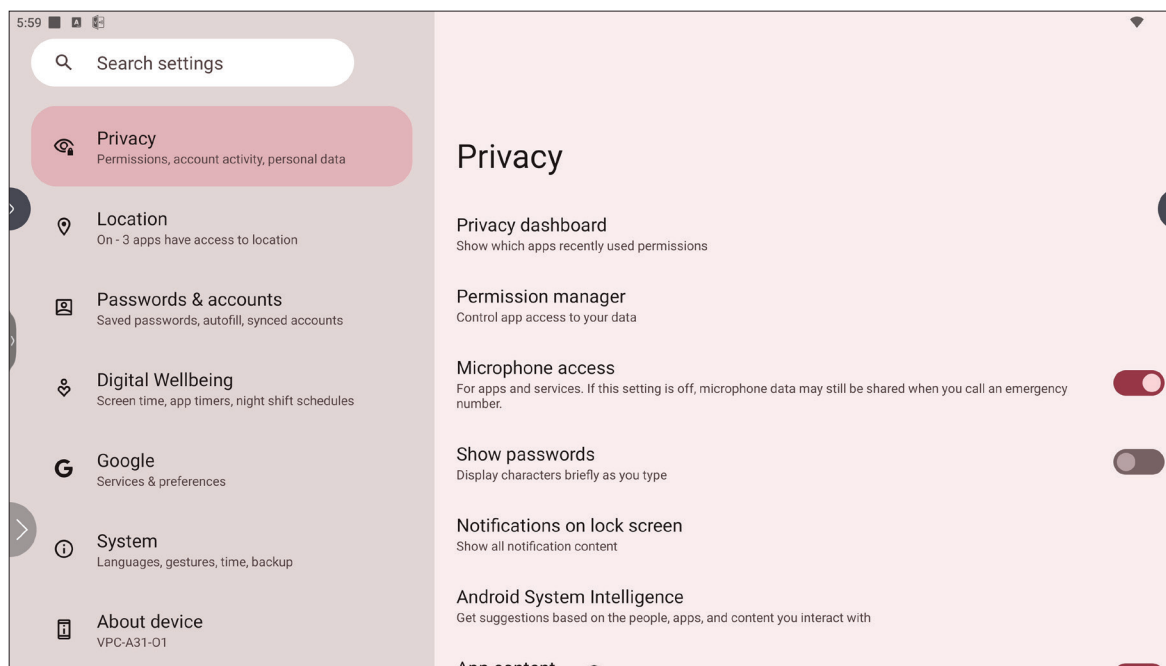 5:59
Search settings
Privacy
Permissions, account activity, personal data
Location
On - 3 apps have access to location
Passwords & accounts
Saved passwords, autofill, synced accounts
Digital Wellbeing
Screen time, app timers, night shift schedules
Google
Services & preferences
System
Languages, gestures, time, backup
About device
VPC-A31-O1
Privacy
Privacy dashboard
Show which apps recently used permissions
Permission manager
Control app access to your data
Microphone access
For apps and services. If this setting is off, microphone data may still be shared when you call an emergency
number.
Show passwords
Display characters briefly as you type
Notifications on lock screen
Show all notification content
Android System Intelligence
Get suggestions based on the people, apps, and content you interact with
App content